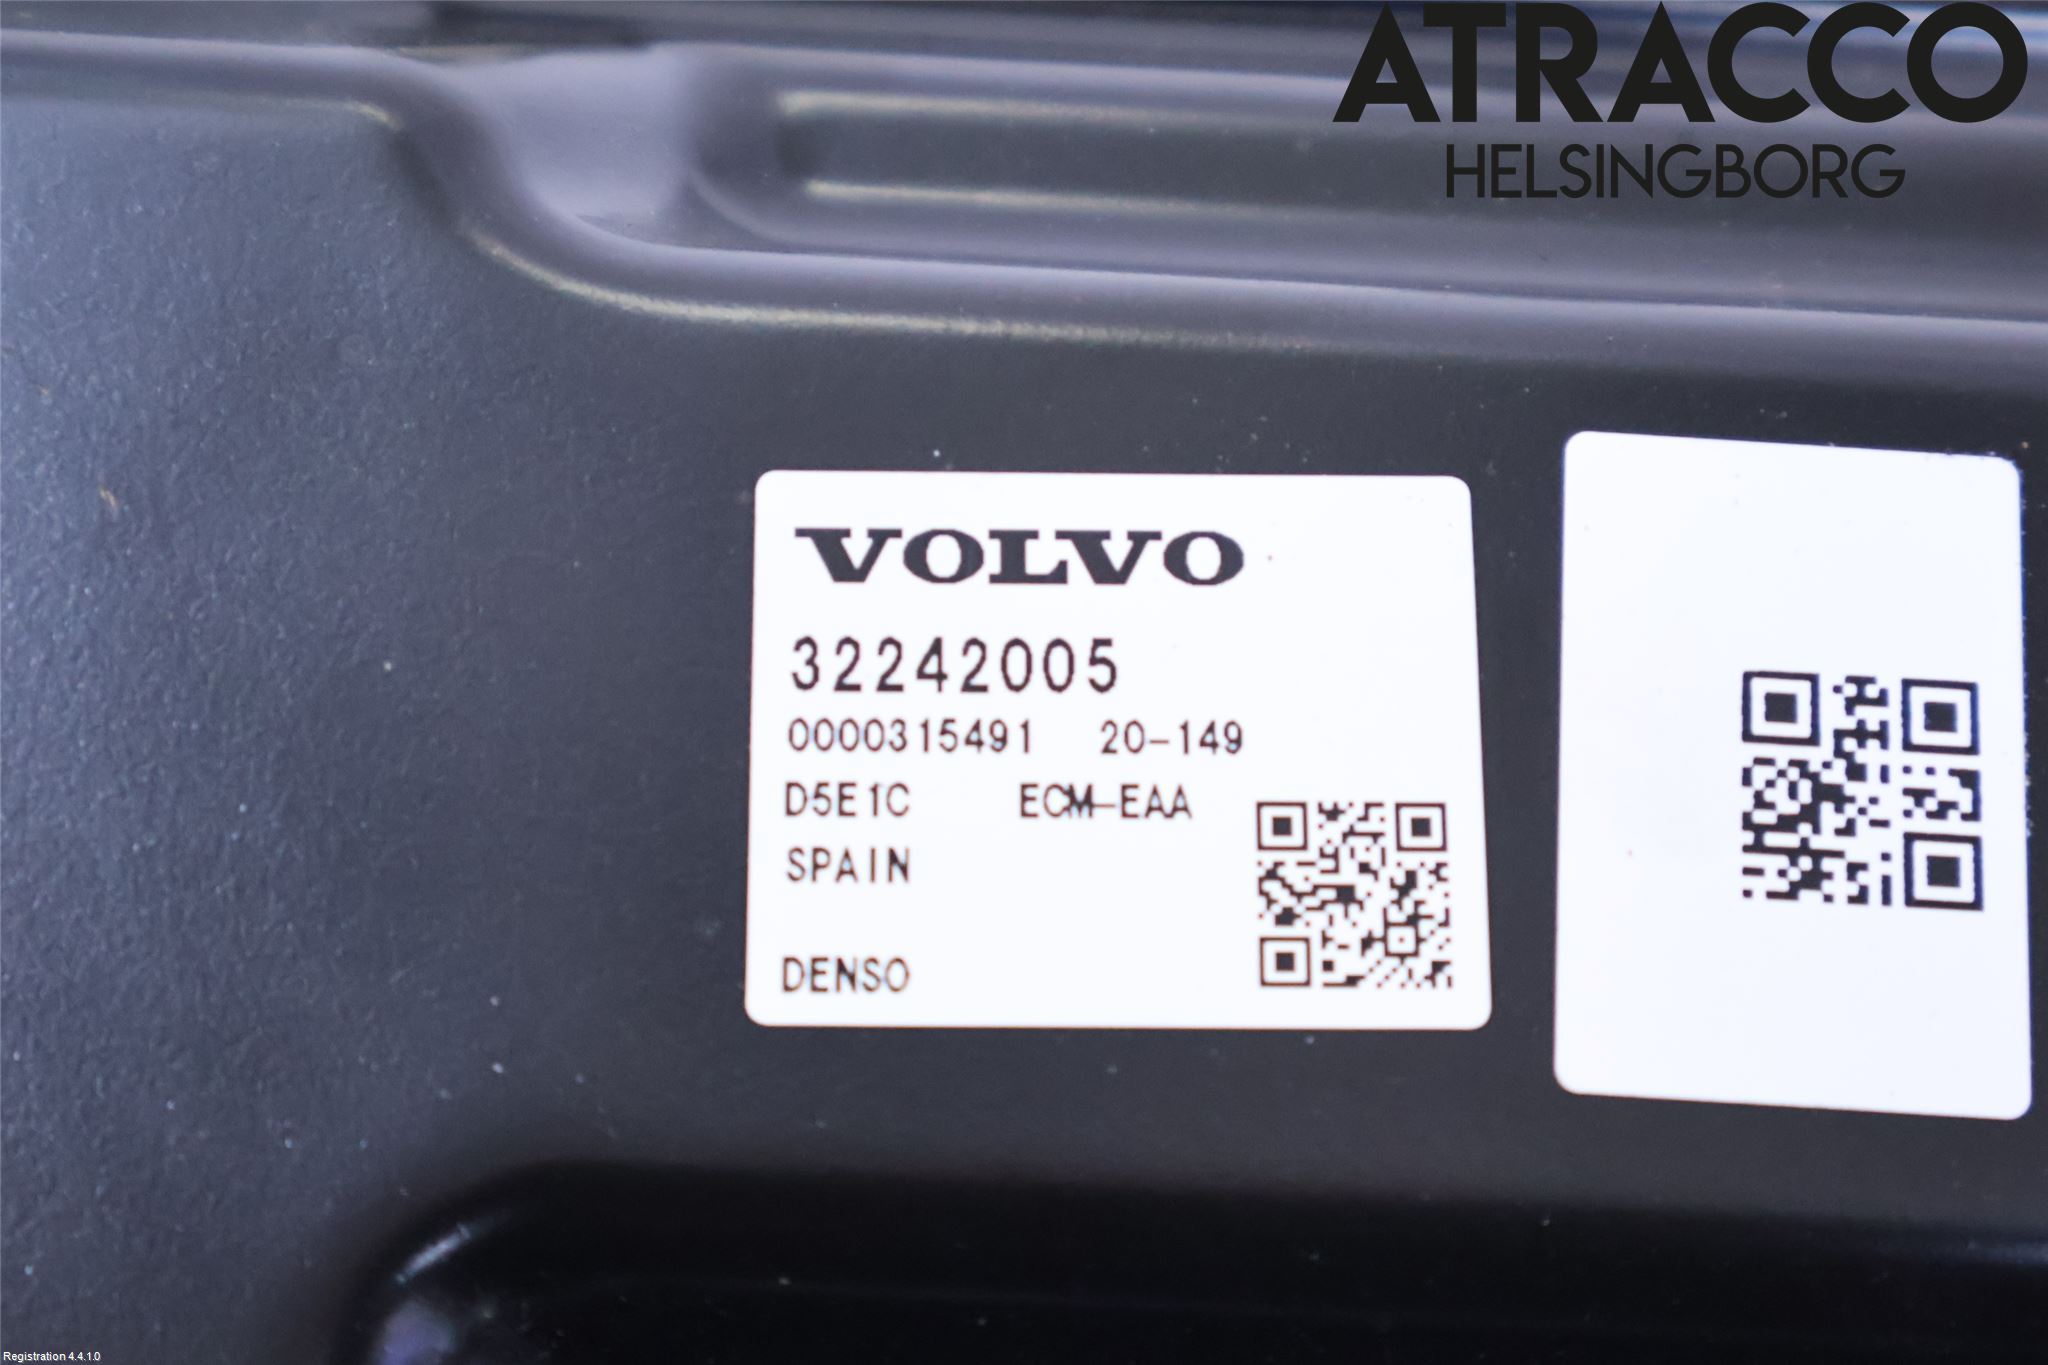 ATRACCO
HELSINGBORG
VOLVO
32242005
0000315491 20-149
D5E1C ECM-EAA
SPAIN
DENSO
Registration 4.4.1.0